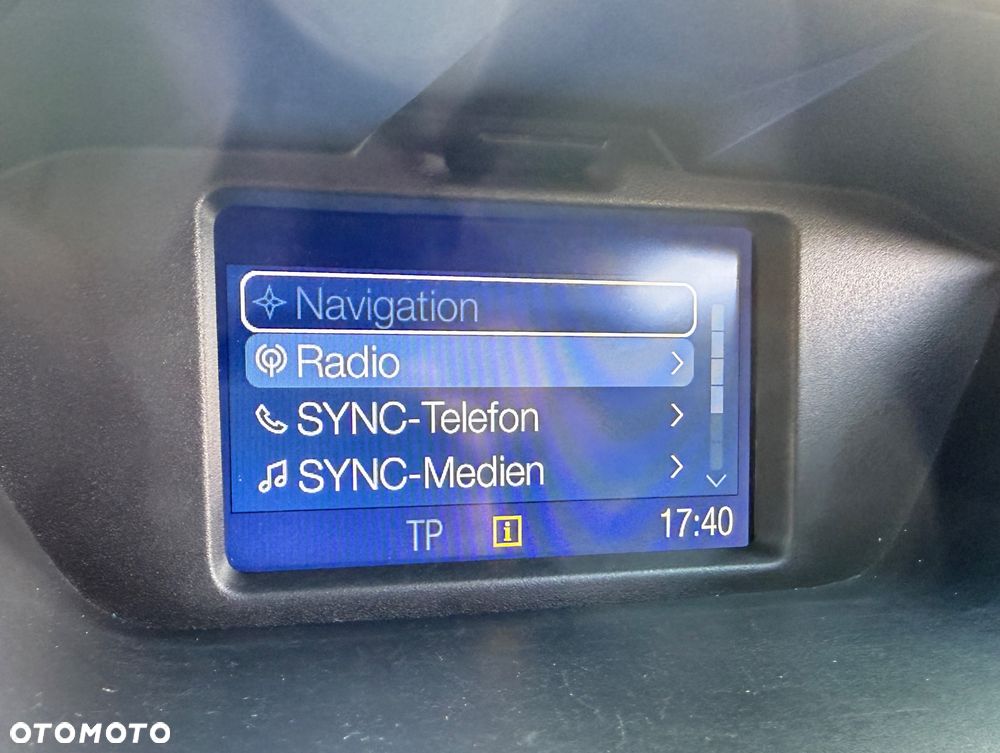 Navigation
Radio
SYNC-Telefon
SYNC-Medien
TP i 17:40
OTOMOTO